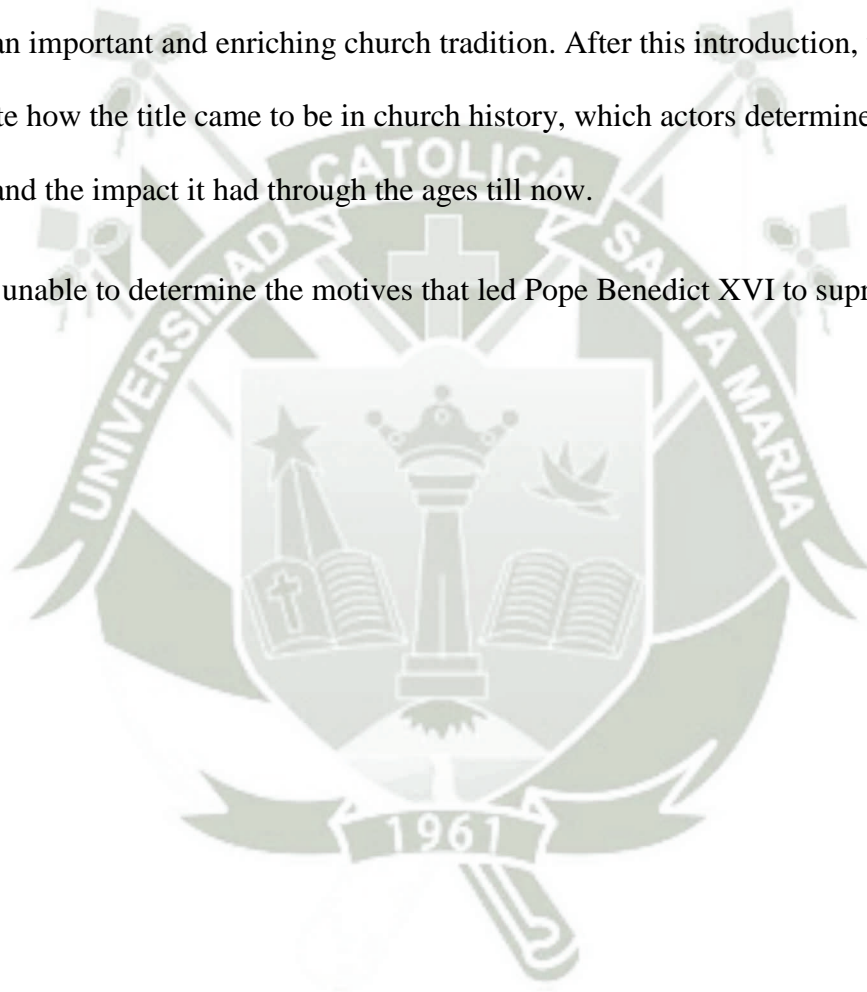 an important and enriching church tradition. After this introduction,
te how the title came to be in church history, which actors determine
and the impact it had through the ages till now.
unable to determine the motives that led Pope Benedict XVI to supr
UNIVERSIDAD CATOLICA SANTA MARIA
1961